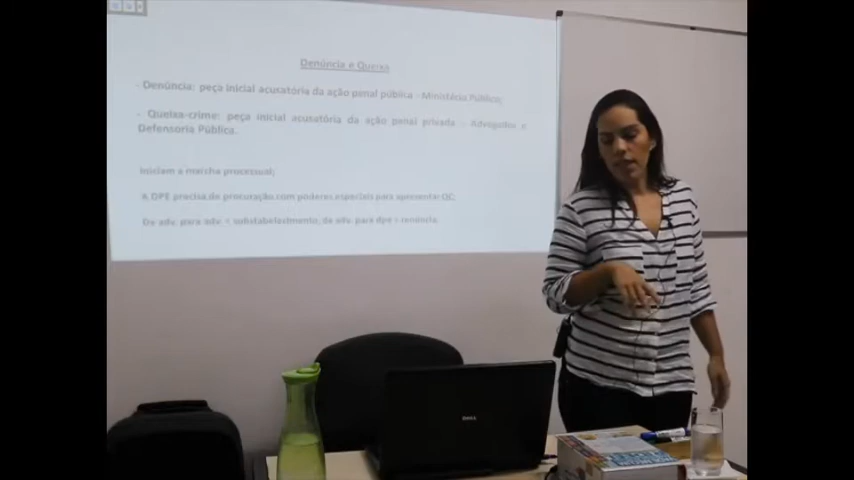 Denúncia e Queixa
- Denúncia: peça inicial acusatória da ação penal pública - Ministério Público;
- Queixa-crime: peça inicial acusatória da ação penal privada - Advogados e
Defensoria Pública.
Iniciam a marcha processual;
A DPE precisa de procuração com poderes especiais para apresentar QC;
De adv. para adv. = substabelecimento; de adv. para dpe = renúncia.
DELL